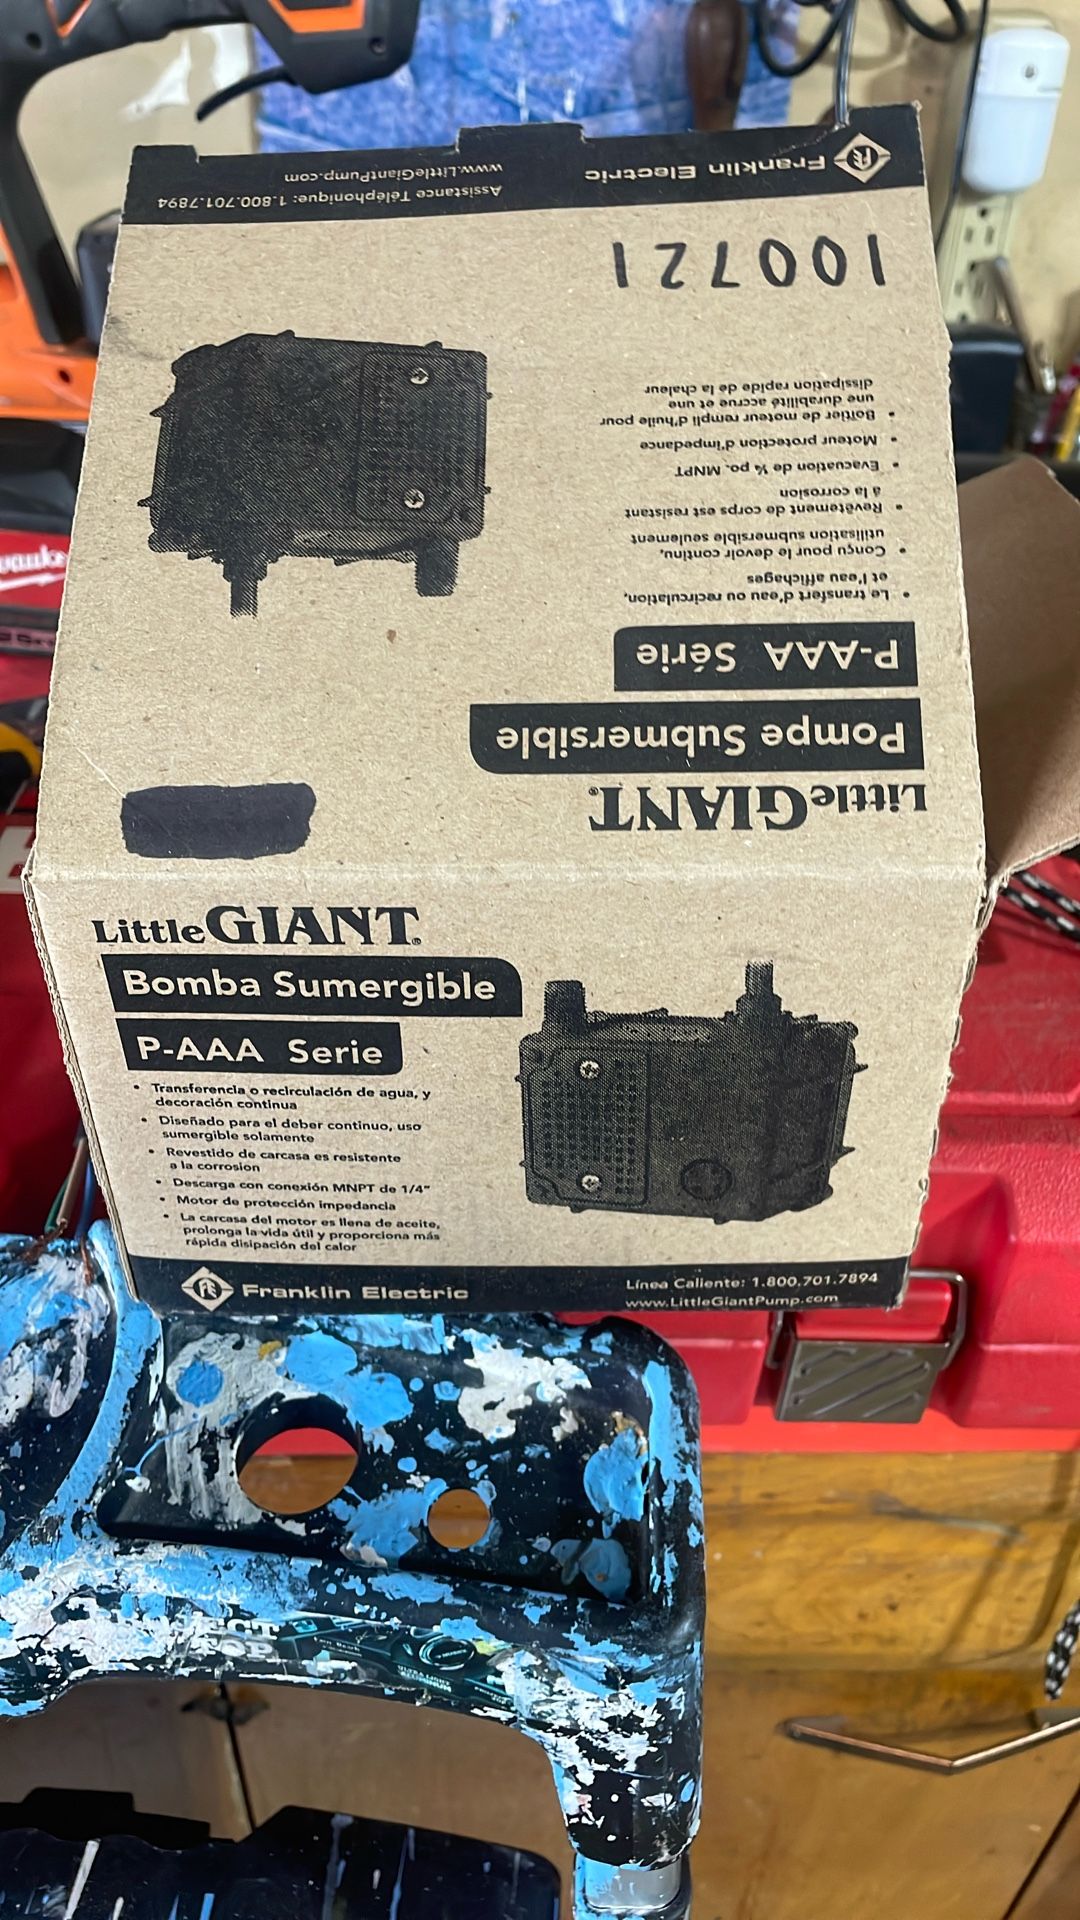 Franklin Electric
Assistance Téléphonique: 1.800.701.7894
www.LittleGiantPump.com
100721
LittleGIANT®
Pompe Submersible
P-AAA Série
• Le transfert d'eau ou recirculation,
et l'eau affichages
• Conçu pour le devoir continu,
utilisation submersible seulement
• Revêtement de corps est resistant
à la corrosion
• Evacuation de ¼ po. MNPT
• Moteur protection d'impedance
• Boîtier de moteur rempli d'huile pour
une durabilité accrue et une
dissipation rapide de la chaleur
LittleGIANT®
Bomba Sumergible
P-AAA Serie
• Transferencia o recirculación de agua, y
decoración continua
• Diseñado para el deber continuo, uso
sumergible solamente
• Revestido de carcasa es resistente
a la corrosion
• Descarga con conexión MNPT de 1/4"
• Motor de protección impedancia
• La carcasa del motor es llena de aceite,
prolonga la vida útil y proporciona más
rápida disipación del calor
Franklin Electric
Línea Caliente: 1.800.701.7894
www.LittleGiantPump.com